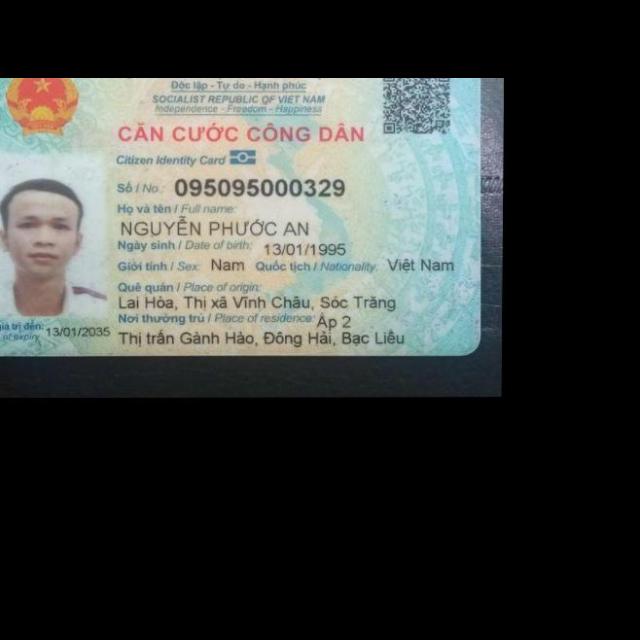 Độc lập - Tự do - Hạnh phúc
SOCIALIST REPUBLIC OF VIET NAM
Independence - Freedom - Happiness
CĂN CƯỚC CÔNG DÂN
Citizen Identity Card
Số / No.: 095095000329
Họ và tên / Full name:
NGUYỄN PHƯỚC AN
Ngày sinh / Date of birth: 13/01/1995
Giới tính / Sex: Nam Quốc tịch / Nationality: Việt Nam
Quê quán / Place of origin:
Lai Hòa, Thị xã Vĩnh Châu, Sóc Trăng
Nơi thường trú / Place of residence: Ấp 2
Thị trấn Gành Hào, Đông Hải, Bạc Liêu
giá trị đến: 13/01/2035
of expiry